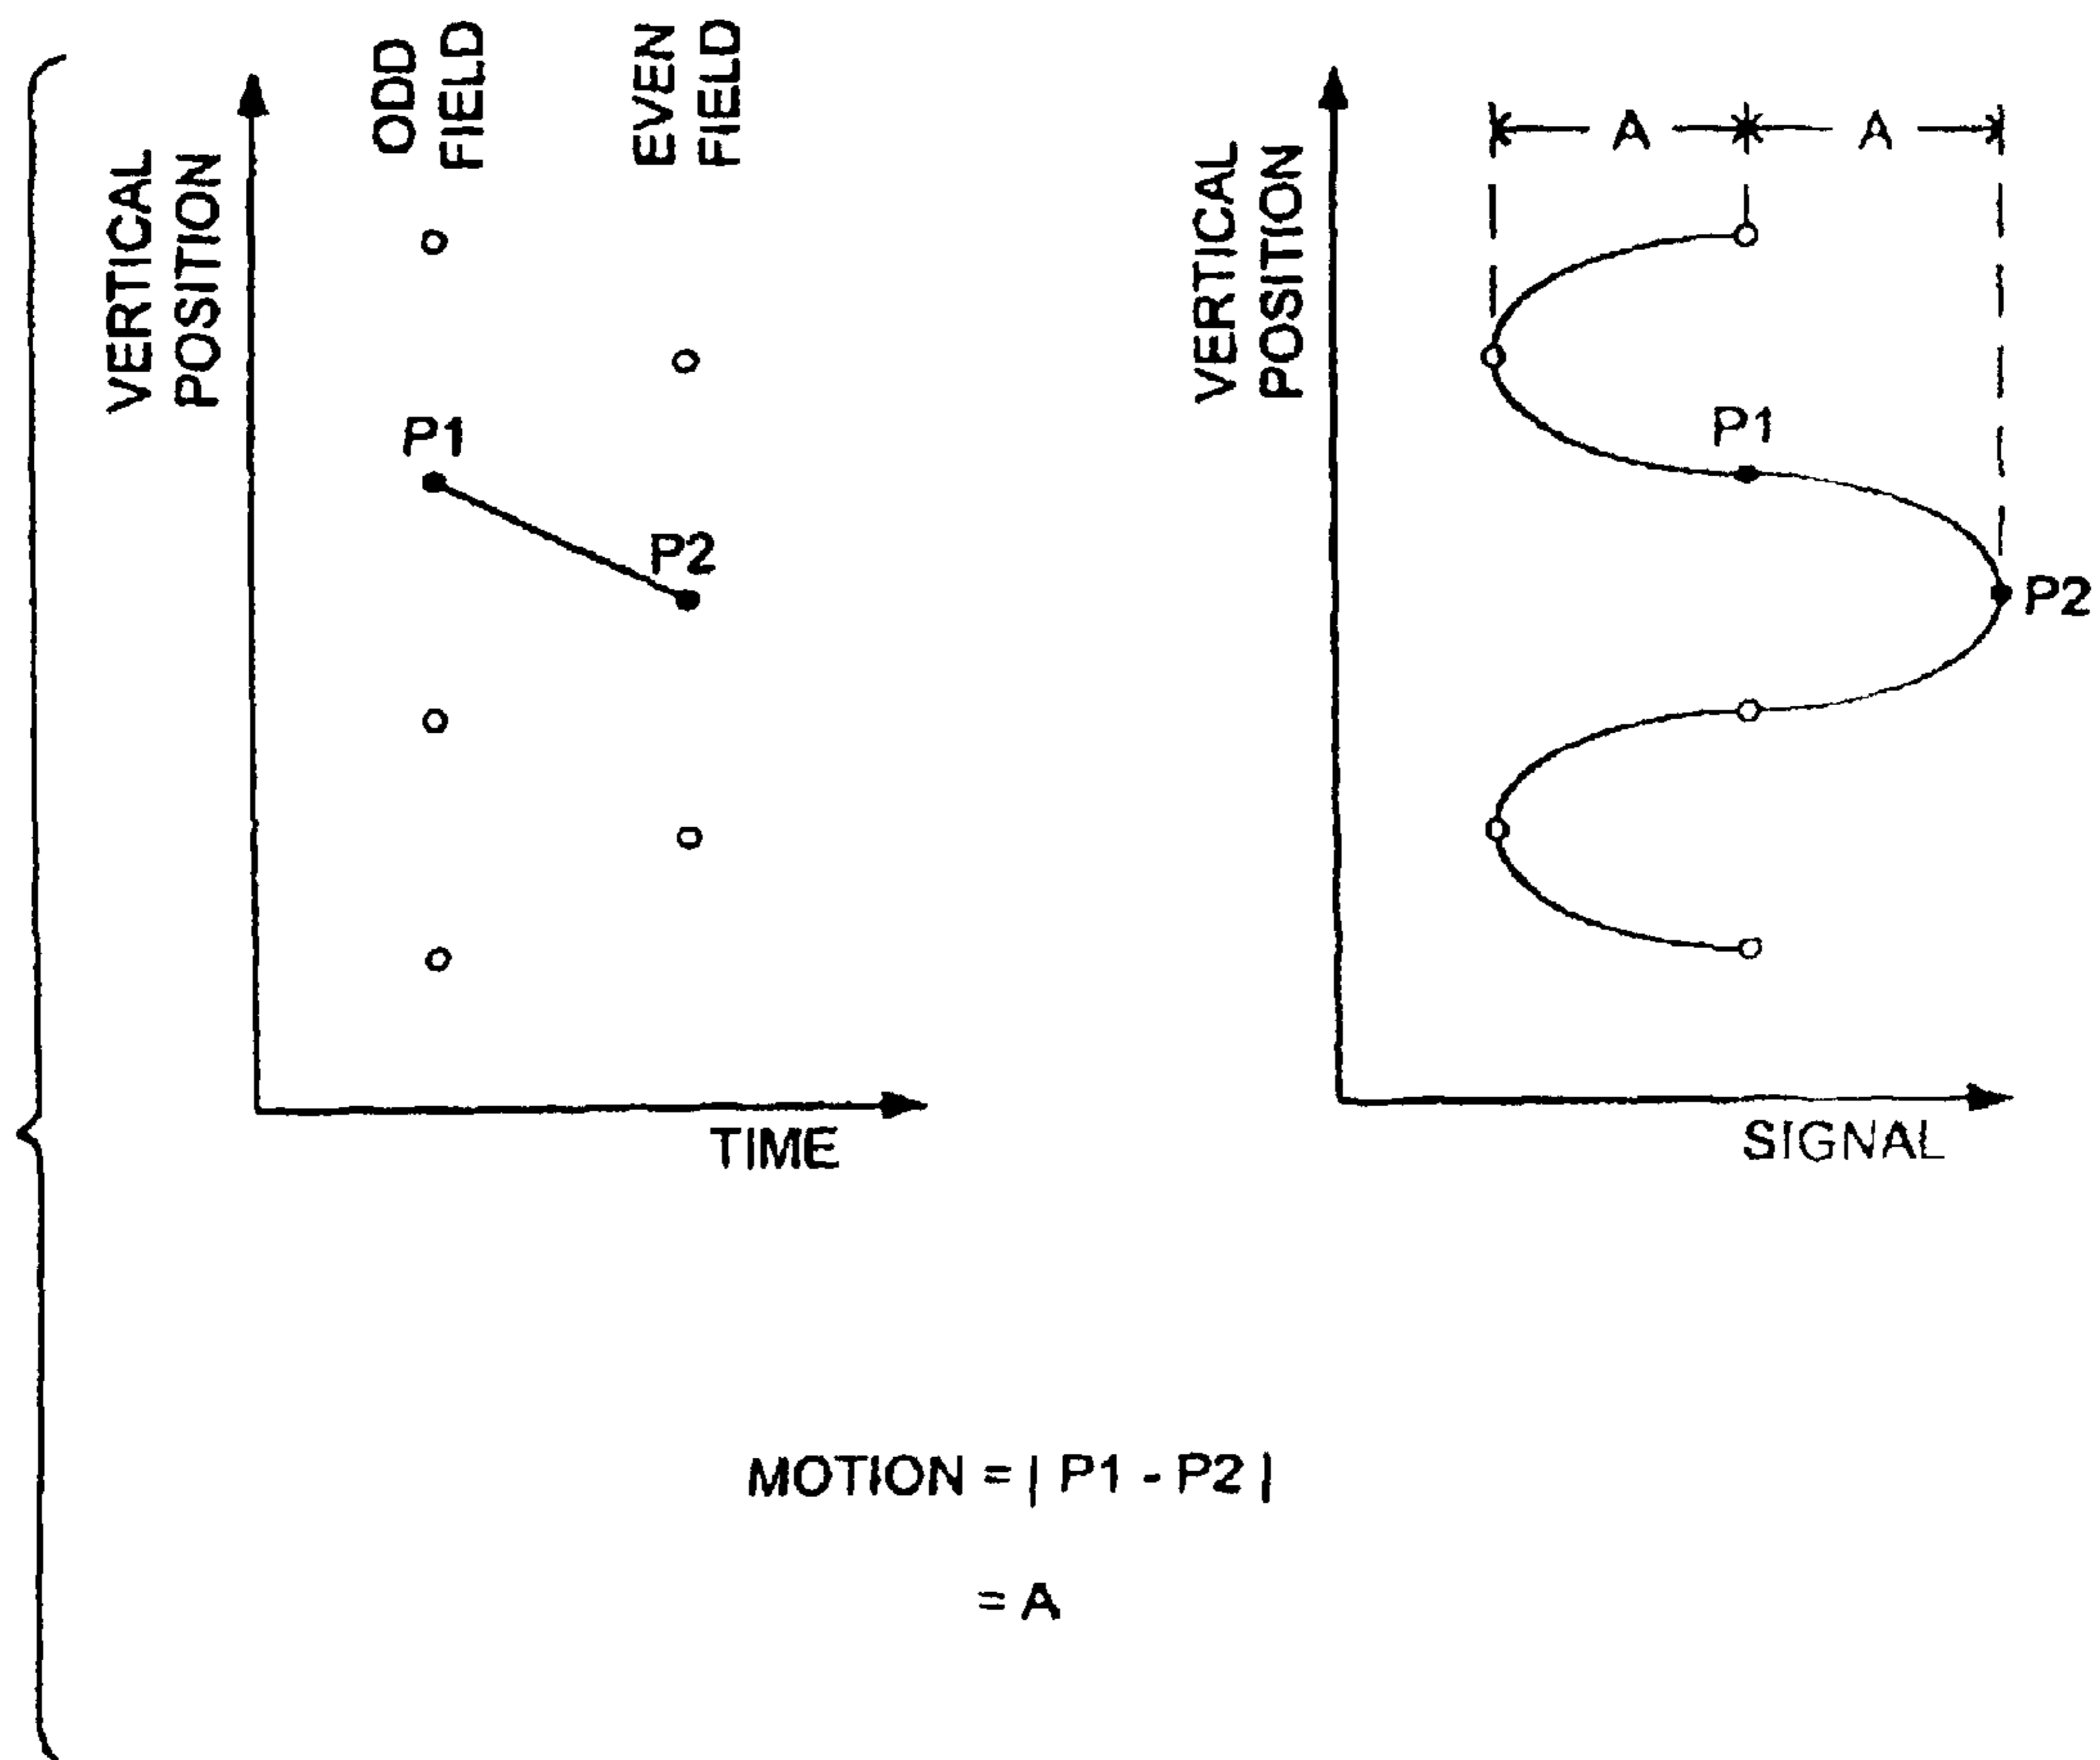 ODD
FIELD
EVEN
FIELD
VERTICAL
POSITION
P1
P2
TIME
A
A
VERTICAL
POSITION
P1
P2
SIGNAL
MOTION = | P1 - P2 |
= A